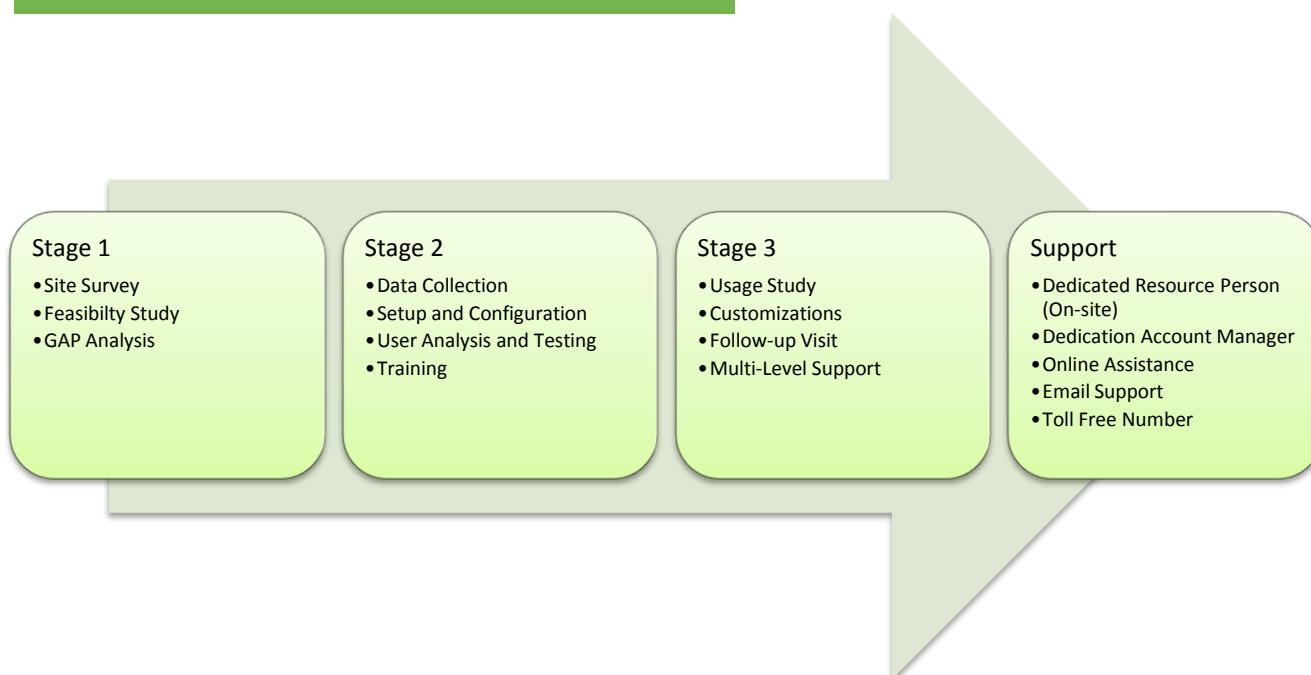 Stage 1
•Site Survey
•Feasibilty Study
•GAP Analysis
Stage 2
•Data Collection
•Setup and Configuration
•User Analysis and Testing
•Training
Stage 3
•Usage Study
•Customizations
•Follow-up Visit
•Multi-Level Support
Support
•Dedicated Resource Person
(On-site)
•Dedication Account Manager
•Online Assistance
•Email Support
•Toll Free Number